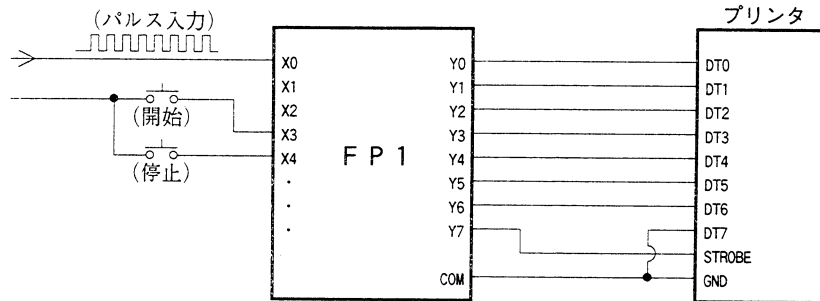 (パルス入力)
プリンタ
X0
X1
X2
X3
X4
(開始)
(停止)
FP1
Y0
Y1
Y2
Y3
Y4
Y5
Y6
Y7
COM
DT0
DT1
DT2
DT3
DT4
DT5
DT6
DT7
STROBE
GND